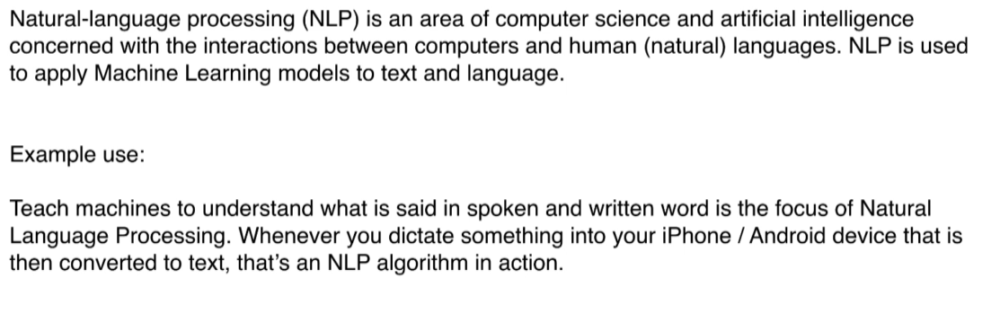 Natural-language processing (NLP) is an area of computer science and artificial intelligence
concerned with the interactions between computers and human (natural) languages. NLP is used
to apply Machine Learning models to text and language.
Example use:
Teach machines to understand what is said in spoken and written word is the focus of Natural
Language Processing. Whenever you dictate something into your iPhone / Android device that is
then converted to text, that’s an NLP algorithm in action.